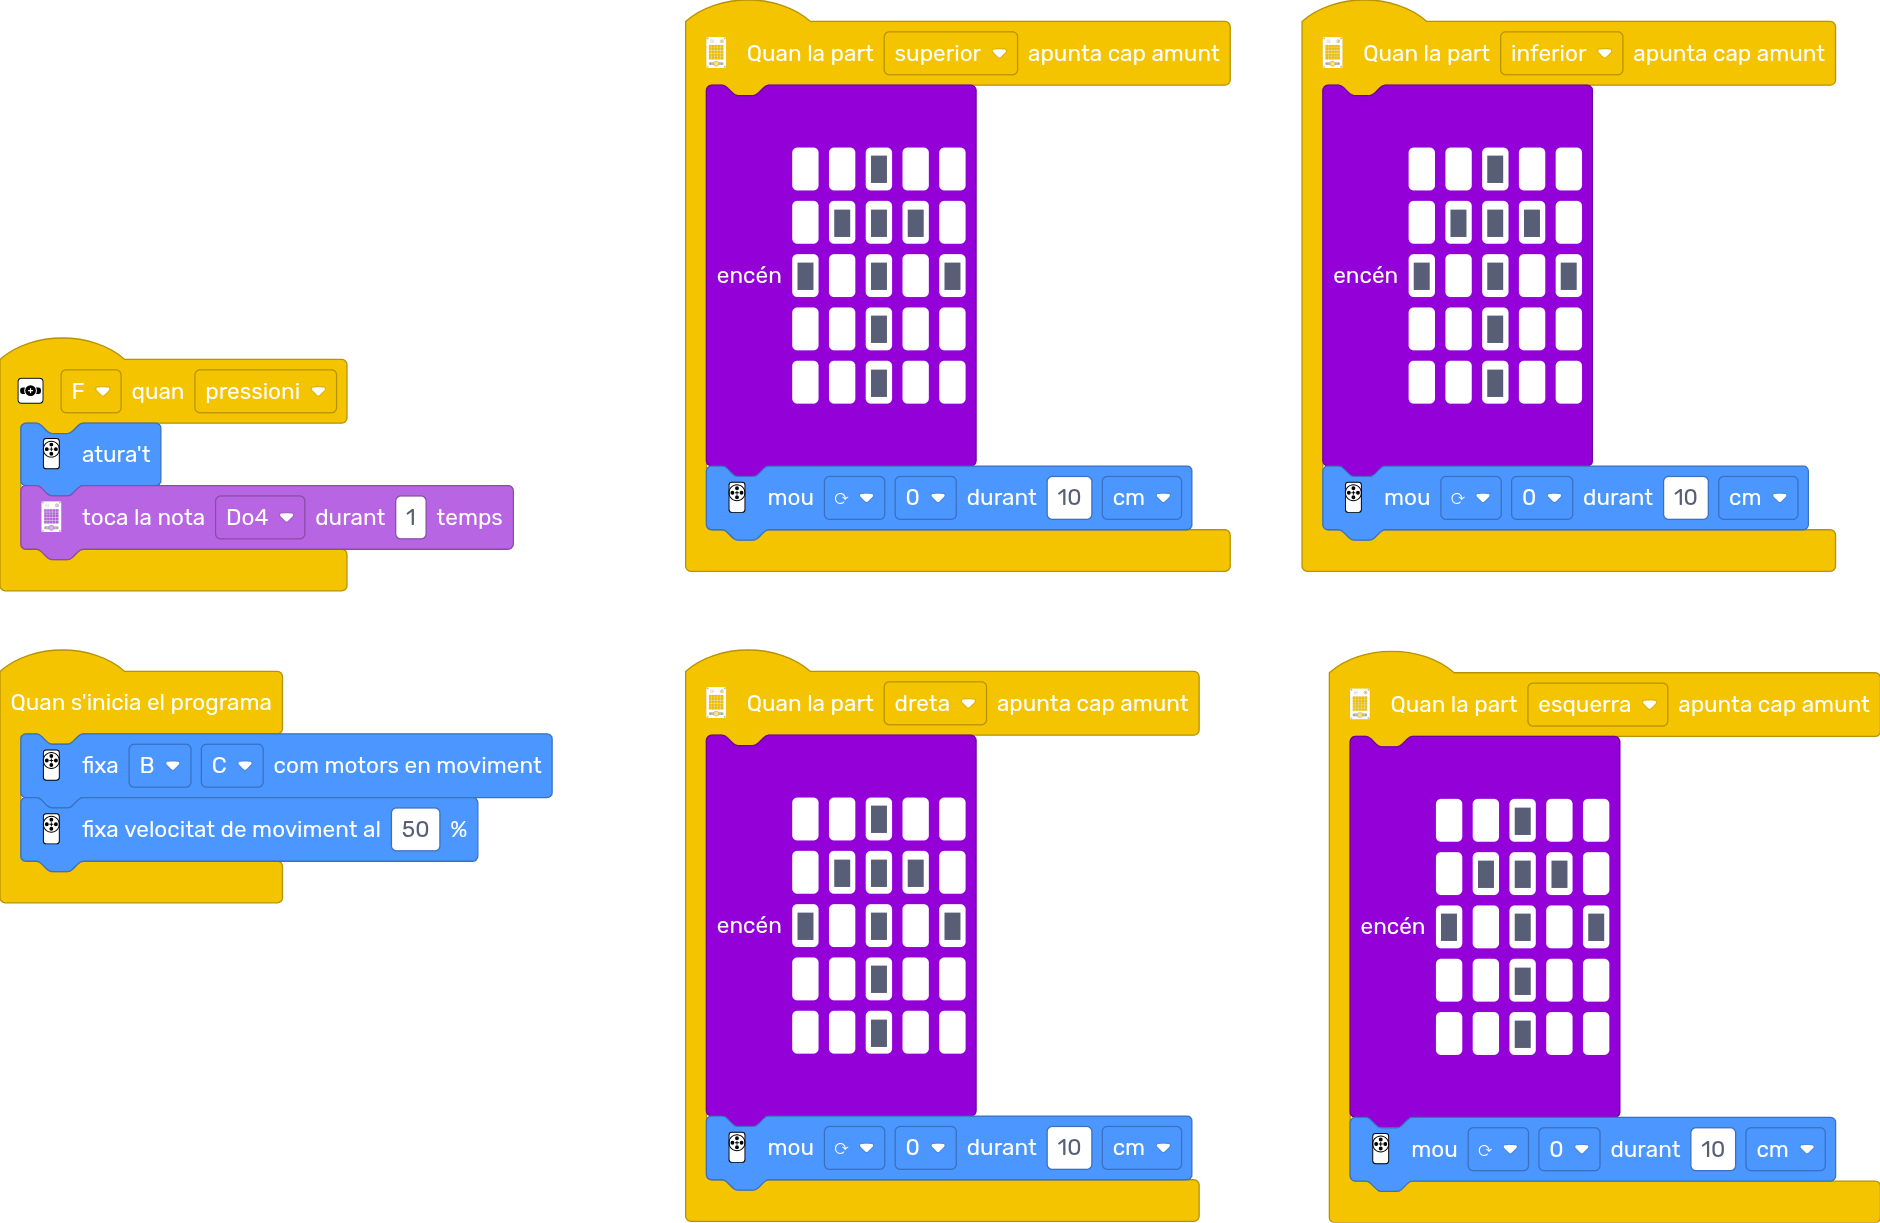 Quan la part superior apunta cap amunt
encén
mou 0 durant 10 cm
Quan la part inferior apunta cap amunt
encén
mou 0 durant 10 cm
F quan pressioni
atura't
toca la nota Do4 durant 1 temps
Quan s'inicia el programa
fixa B C com motors en moviment
fixa velocitat de moviment al 50 %
Quan la part dreta apunta cap amunt
encén
mou 0 durant 10 cm
Quan la part esquerra apunta cap amunt
encén
mou 0 durant 10 cm